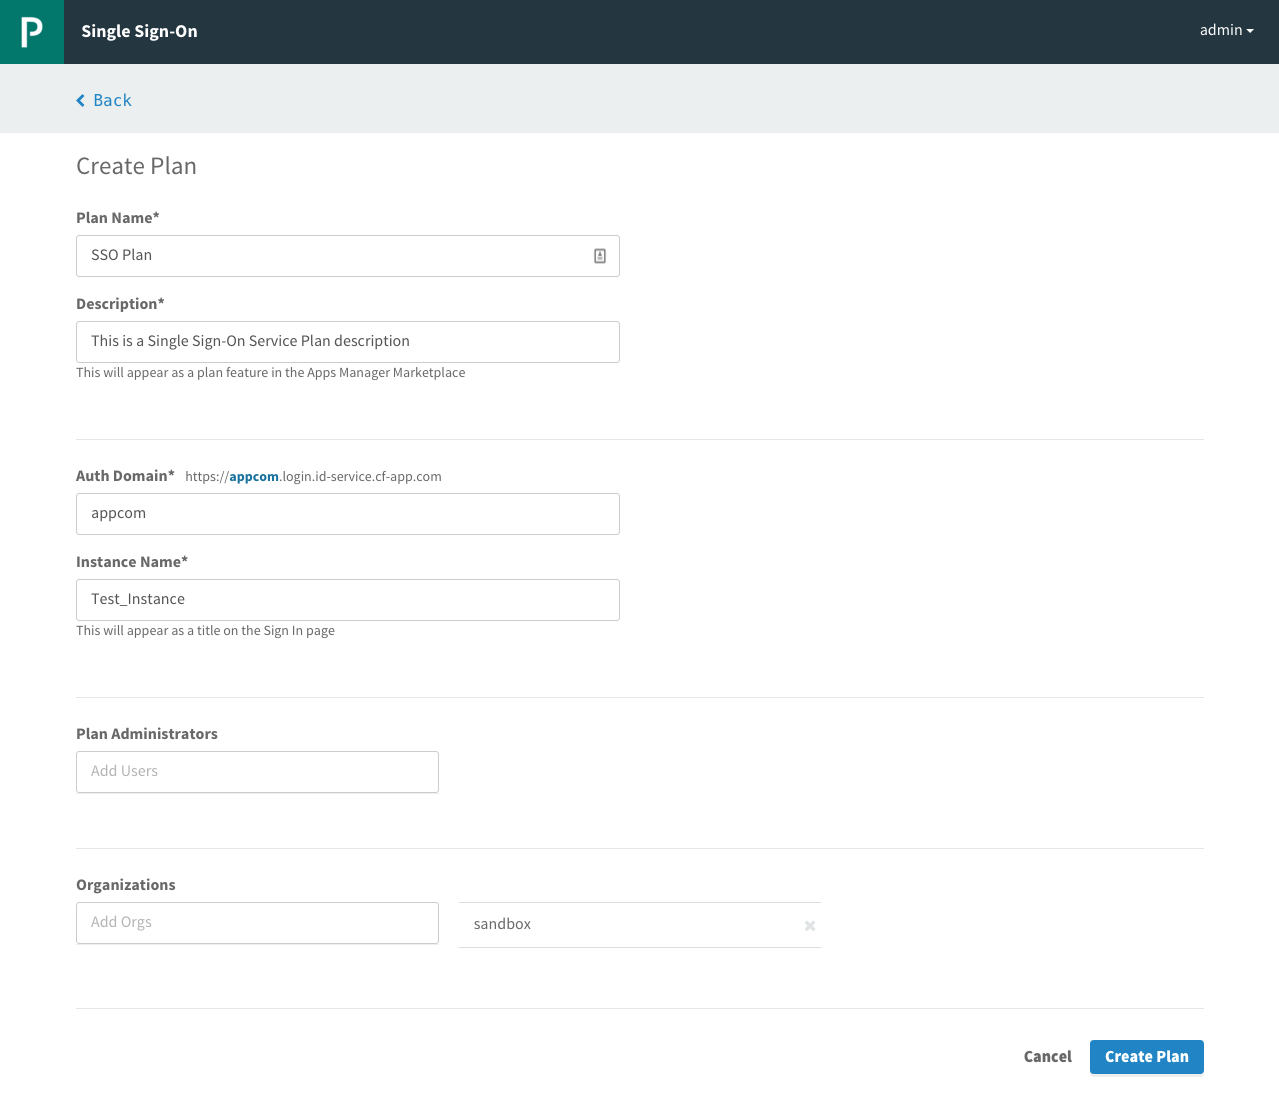 P
Single Sign-On
admin
Back
Create Plan
Plan Name*
SSO Plan
Description*
This is a Single Sign-On Service Plan description
This will appear as a plan feature in the Apps Manager Marketplace
Auth Domain* https://appcom.login.id-service.cf-app.com
appcom
Instance Name*
Test_Instance
This will appear as a title on the Sign In page
Plan Administrators
Add Users
Organizations
Add Orgs
sandbox
Cancel
Create Plan